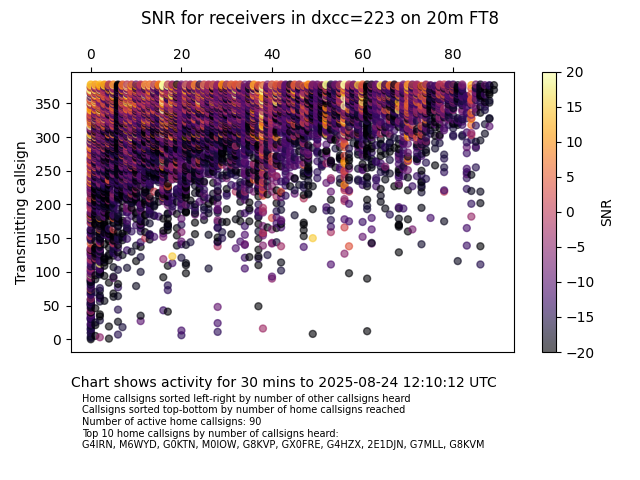 SNR for receivers in dxcc=223 on 20m FT8
0 20 40 60 80
350
300
250
200
150
100
50
0
Transmitting callsign
20
15
10
5
0
−5
−10
−15
−20
SNR
Chart shows activity for 30 mins to 2025-08-24 12:10:12 UTC
Home callsigns sorted left-right by number of other callsigns heard
Callsigns sorted top-bottom by number of home callsigns reached
Number of active home callsigns: 90
Top 10 home callsigns by number of callsigns heard:
G4IRN, M6WYD, G0KTN, M0IOW, G8KVP, GX0FRE, G4HZX, 2E1DJN, G7MLL, G8KVM